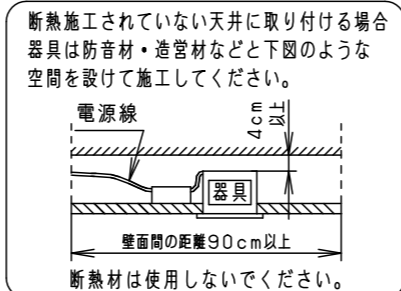 断熱施工されていない天井に取り付ける場合
器具は防音材・造営材などと下図のような
空間を設けて施工してください。
電源線
4cm
以上
器具
壁面間の距離90cm以上
断熱材は使用しないでください。